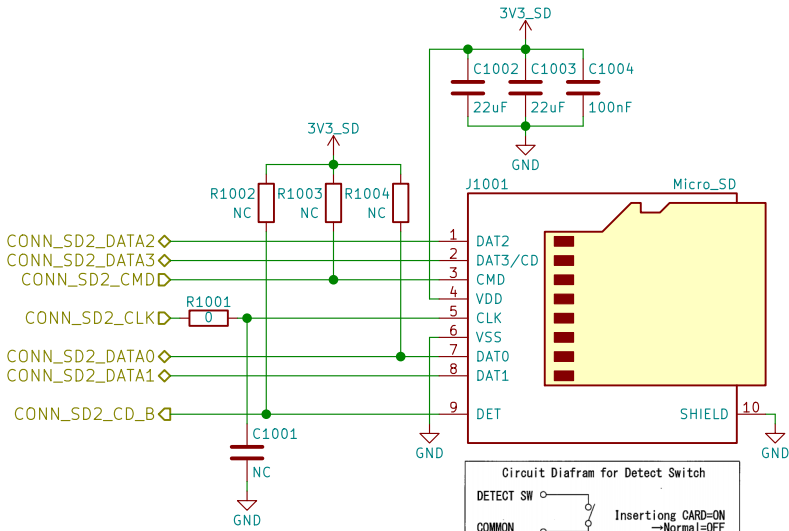 3V3_SD
C1002
C1003
C1004
22uF
22uF
100nF
GND
3V3_SD
R1002
R1003
R1004
NC
NC
NC
J1001
Micro_SD
CONN_SD2_DATA2
1
DAT2
CONN_SD2_DATA3
2
DAT3/CD
CONN_SD2_CMD
3
CMD
4
VDD
R1001
CONN_SD2_CLK
0
5
CLK
6
VSS
CONN_SD2_DATA0
7
DAT0
CONN_SD2_DATA1
8
DAT1
CONN_SD2_CD_B
9
DET
SHIELD
10
C1001
NC
GND
GND
GND
Circuit Diafram for Detect Switch
DETECT SW
Insertiong CARD=ON
→Normal=OFF
COMMON